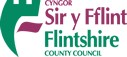 CYNGOR
Sir y Fflint
Flintshire
COUNTY COUNCIL